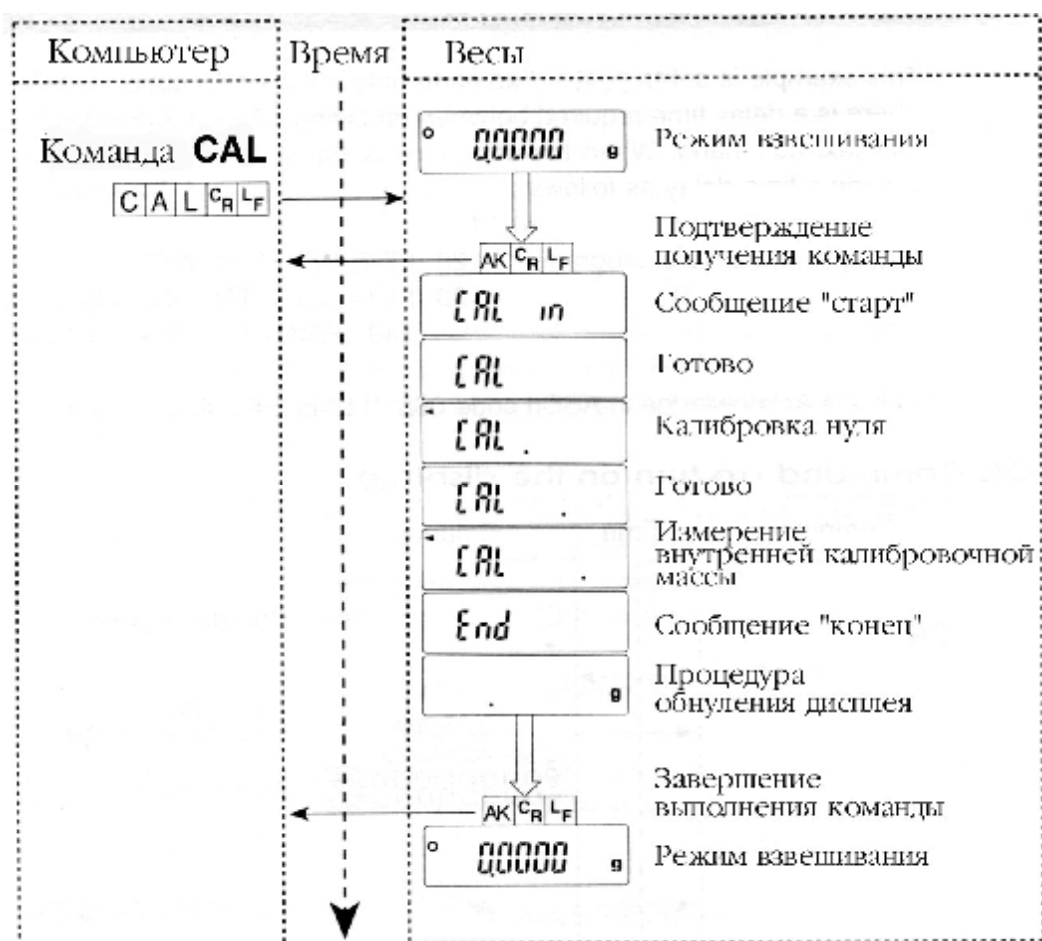 Компьютер Время Весы
0.0000 g Режим взвешивания
Команда CAL
C A L CR LF
Подтверждение
AK CR LF получения команды
CAL in Сообщение "старт"
CAL Готово
CAL . Калибровка нуля
CAL . Готово
Измерение
CAL . внутренней калибровочной
массы
End Сообщение "конец"
Процедура
. g обнуления дисплея
Завершение
AK CR LF выполнения команды
0.0000 g Режим взвешивания